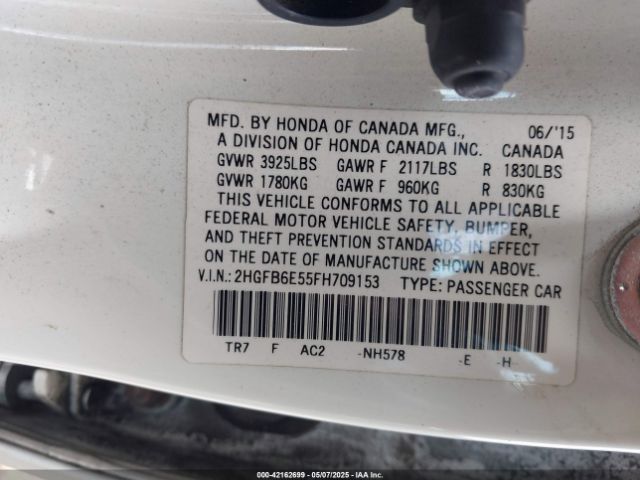 MFD. BY HONDA OF CANADA MFG., 06/'15
A DIVISION OF HONDA CANADA INC. CANADA
GVWR 3925LBS GAWR F 2117LBS R 1830LBS
GVWR 1780KG GAWR F 960KG R 830KG
THIS VEHICLE CONFORMS TO ALL APPLICABLE
FEDERAL MOTOR VEHICLE SAFETY, BUMPER,
AND THEFT PREVENTION STANDARDS IN EFFECT
ON THE DATE OF MANUFACTURE SHOWN ABOVE.
V.I.N.: 2HGFB6E55FH709153 TYPE: PASSENGER CAR
TR7 F AC2 -NH578 -E -H
000-42162699 - 05/07/2025 - IAA Inc.